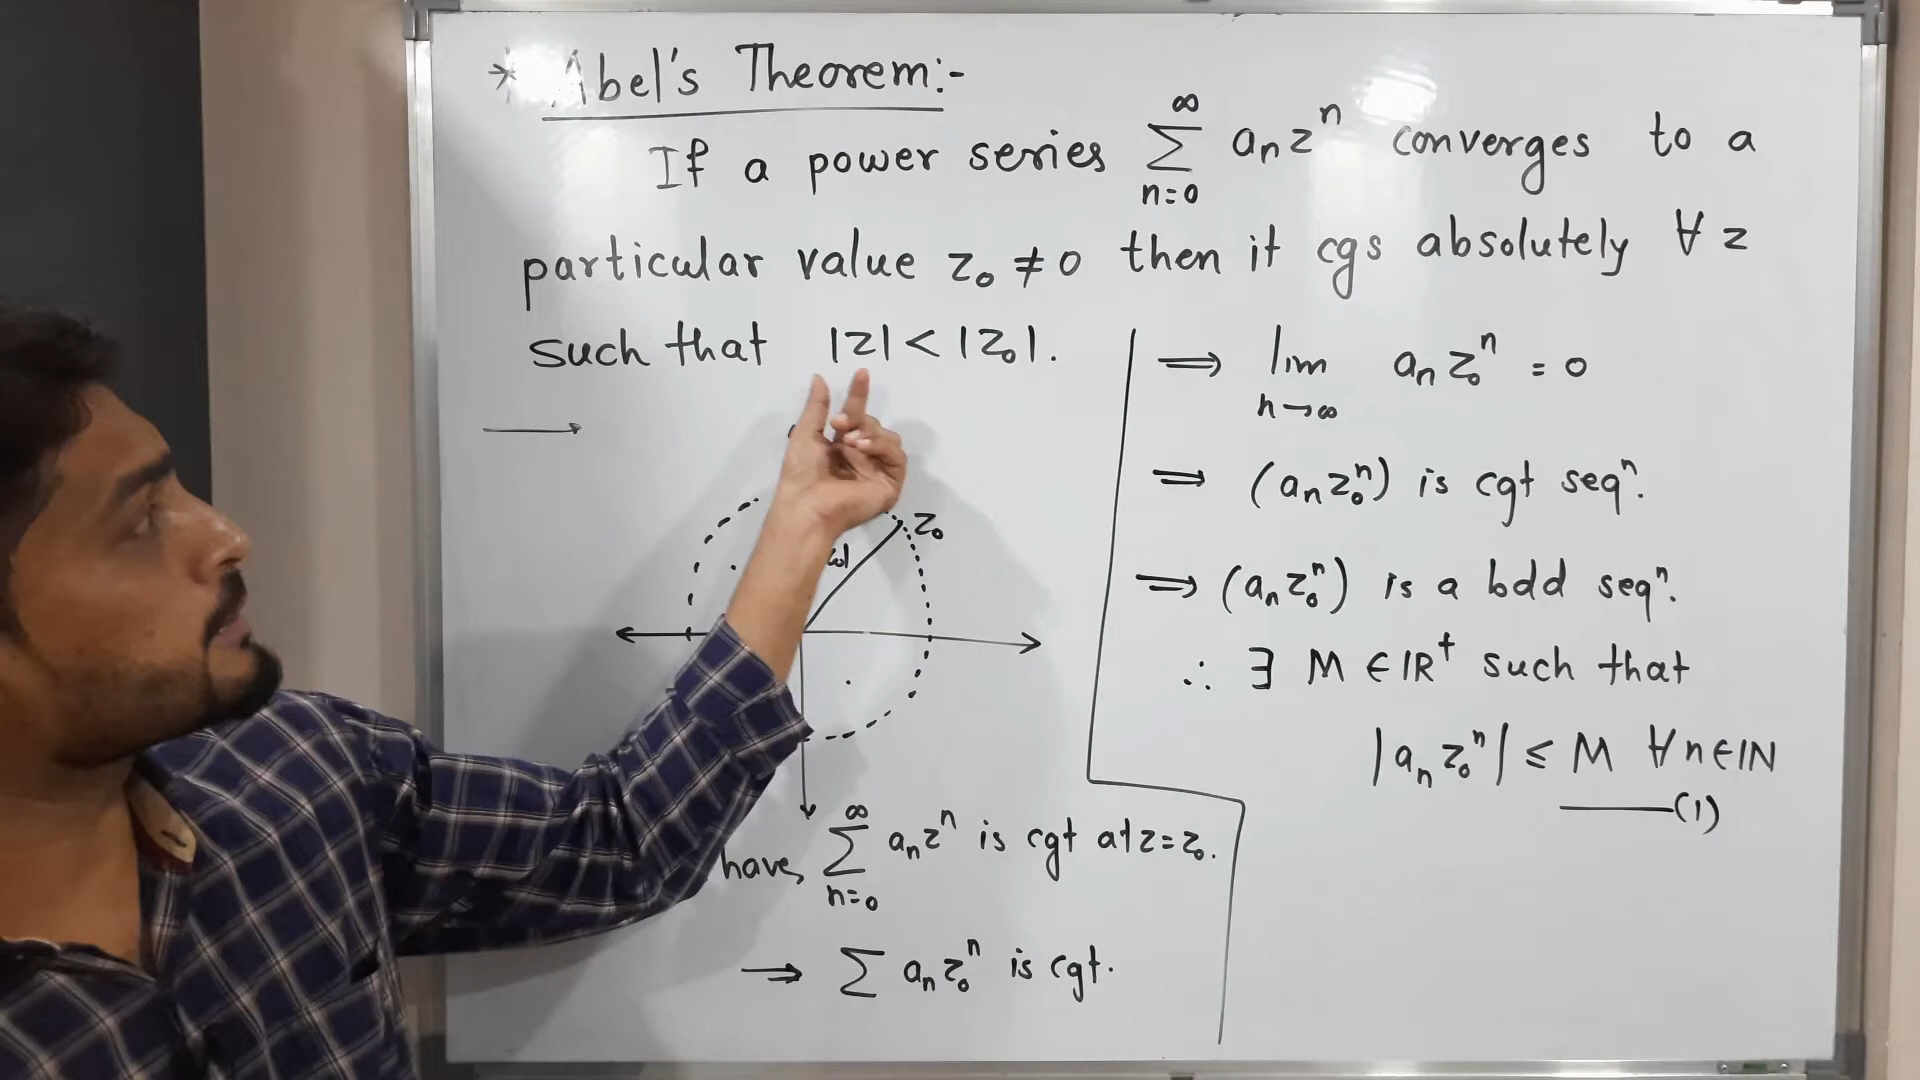 * Abel's Theorem:-
If a power series ∞ ∑ n=0 aₙzⁿ converges to a
particular value z₀ ≠ 0 then it cgs absolutely ∀ z
such that |z| < |z₀|.
z₀
have, ∞ ∑ n=0 aₙzⁿ is cgt at z=z₀.
⟹ ∑ aₙz₀ⁿ is cgt.
⟹ lim n→∞ aₙz₀ⁿ = 0
⟹ (aₙz₀ⁿ) is cgt seqⁿ.
⟹ (aₙz₀ⁿ) is a bdd seqⁿ.
∴ ∃ M ∈ ℝ⁺ such that
|aₙz₀ⁿ| ≤ M ∀ n ∈ ℕ
——(1)